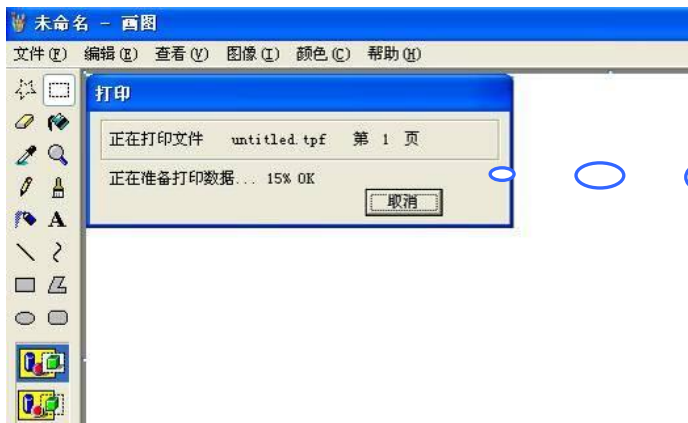 未命名 - 画图
文件(F) 编辑(E) 查看(V) 图像(I) 颜色(C) 帮助(H)
打印
正在打印文件 untitled.tpf 第 1 页
正在准备打印数据... 15% OK
取消
A